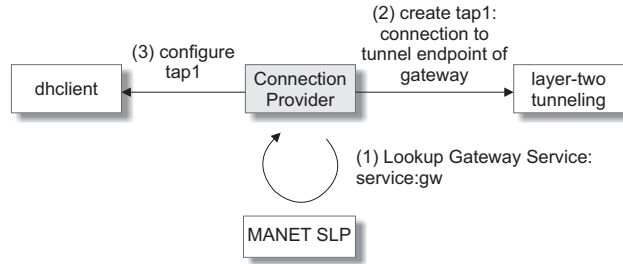 (2) create tap1:
connection to
tunnel endpoint of
gateway
(3) configure
tap1
dhclient
Connection
Provider
layer-two
tunneling
(1) Lookup Gateway Service:
service:gw
MANET SLP